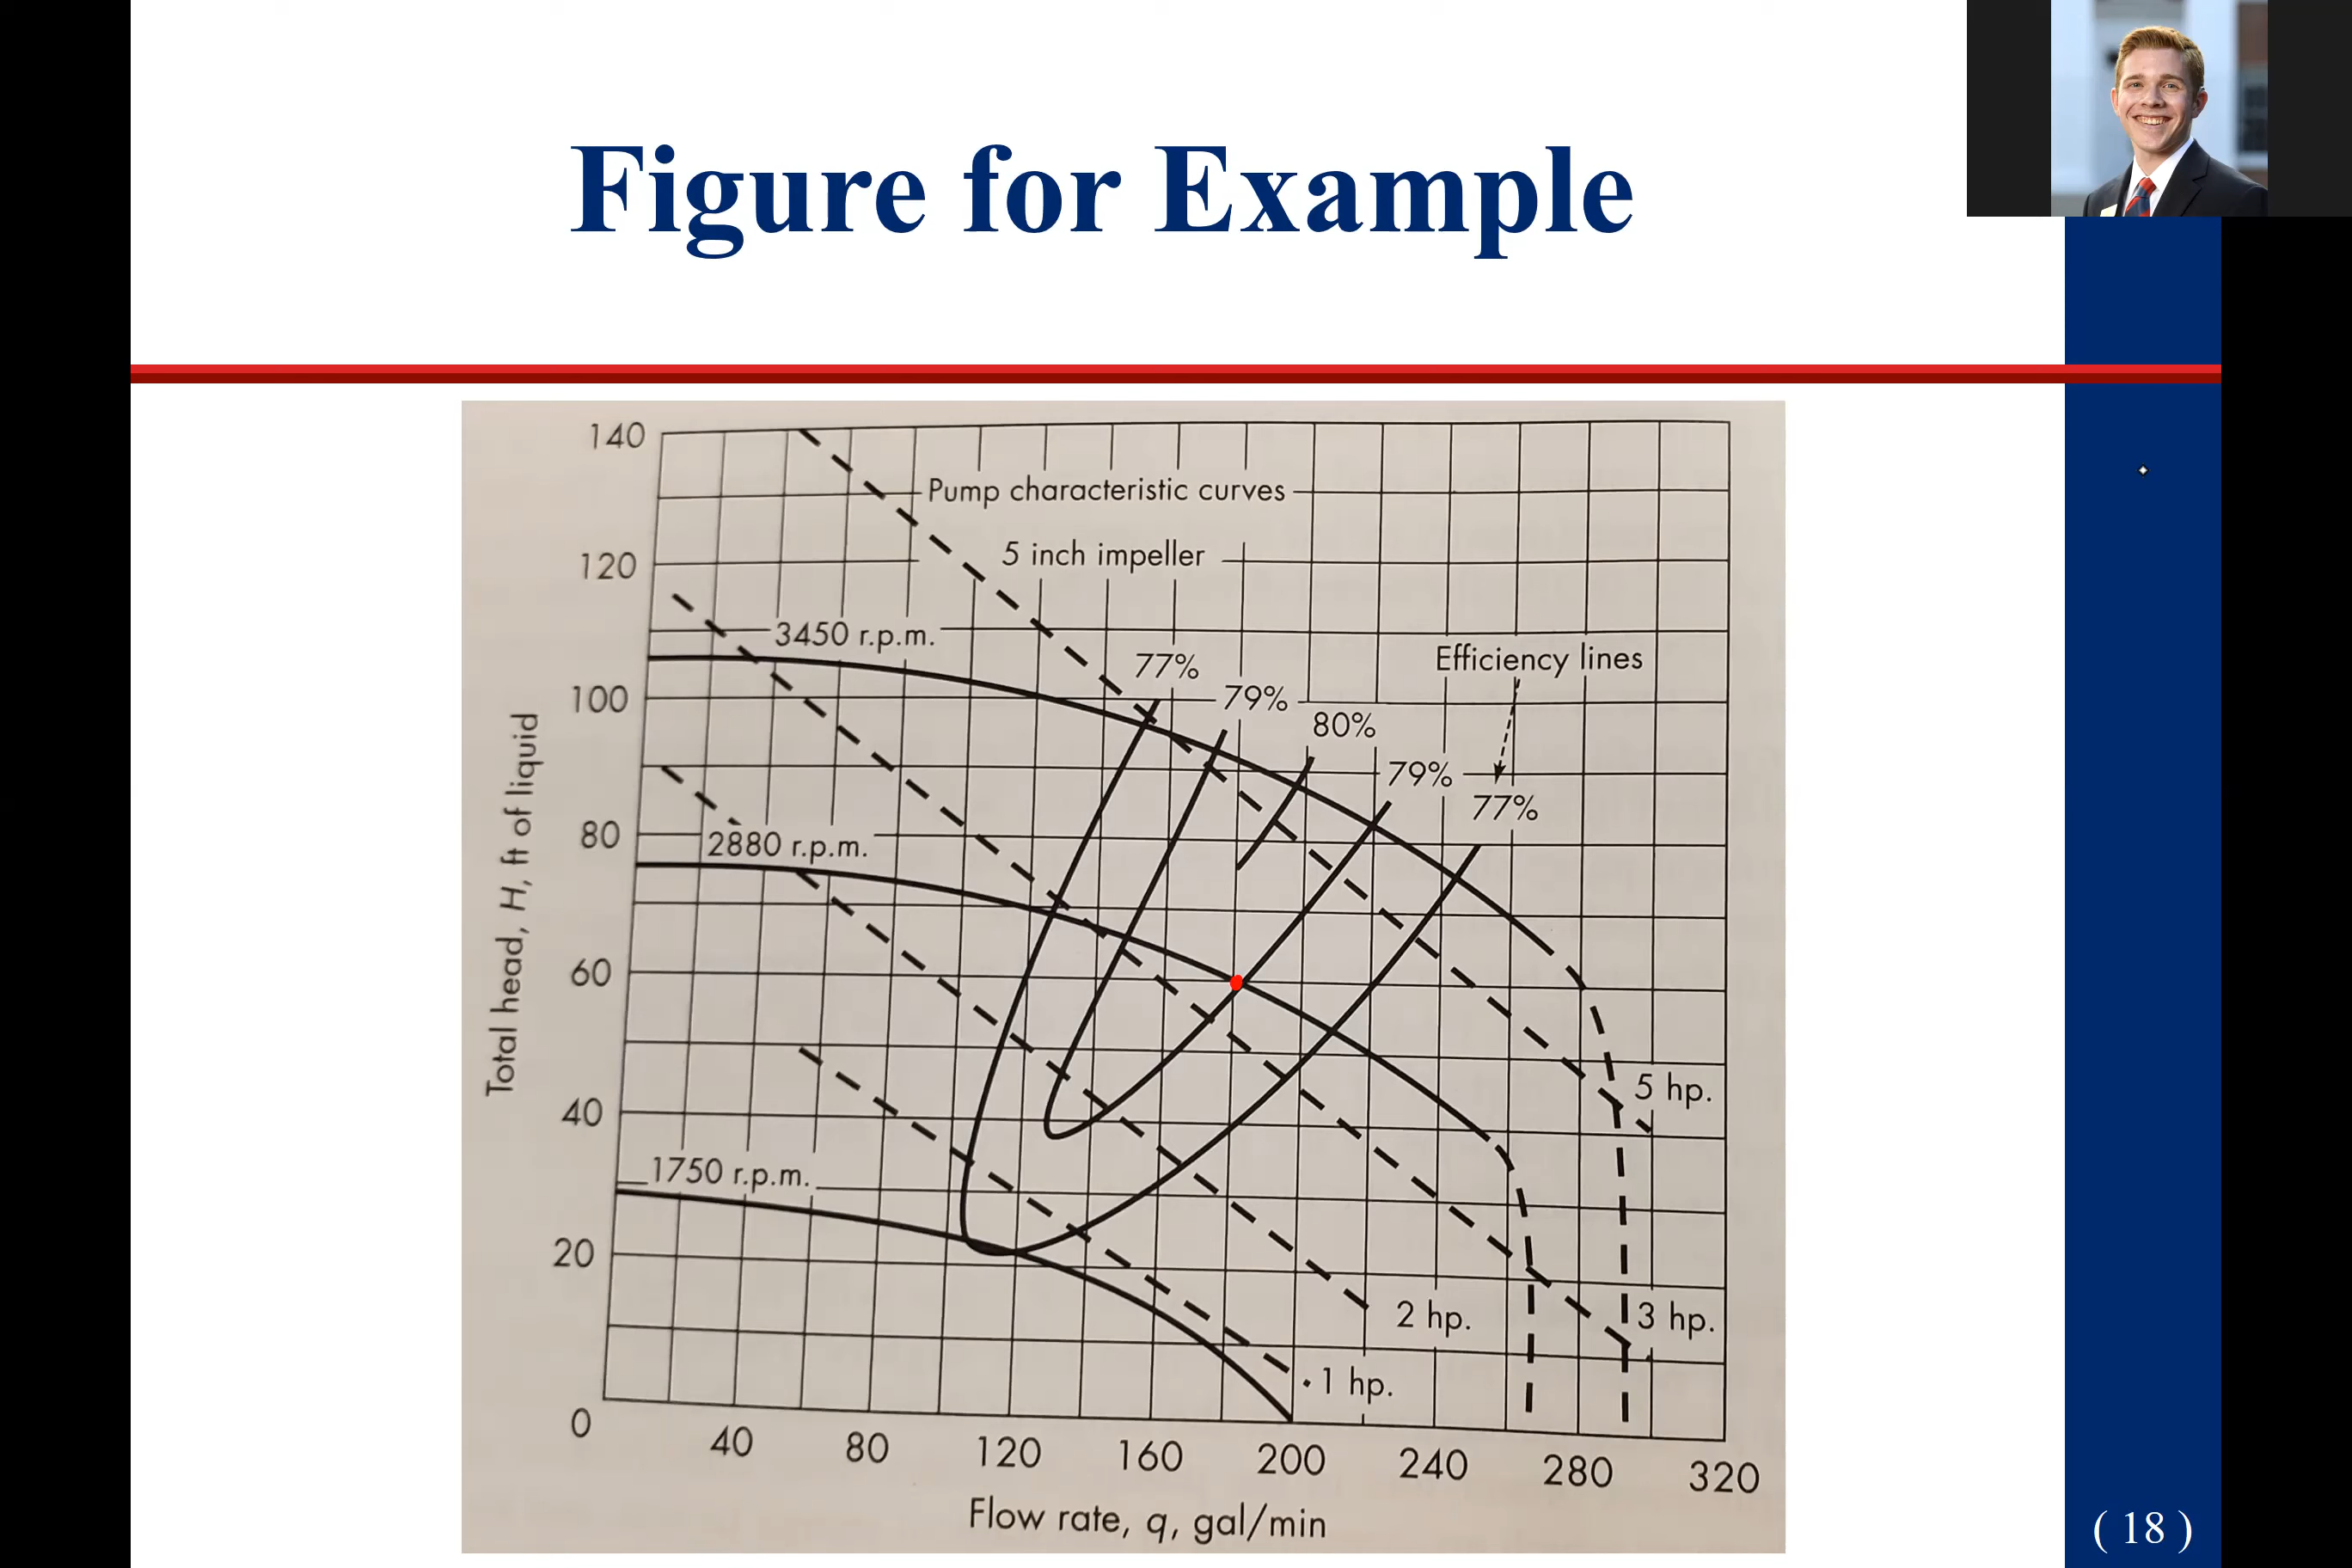 Figure for Example
140
Pump characteristic curves
120
5 inch impeller
3450 r.p.m.
Efficiency lines
77%
100
79%
80%
79%
77%
80
2880 r.p.m.
Total head, H, ft of liquid
60
5 hp.
40
1750 r.p.m.
20
2 hp.
3 hp.
1 hp.
0
40
80
120
160
200
240
280
320
Flow rate, q, gal/min
( 18 )